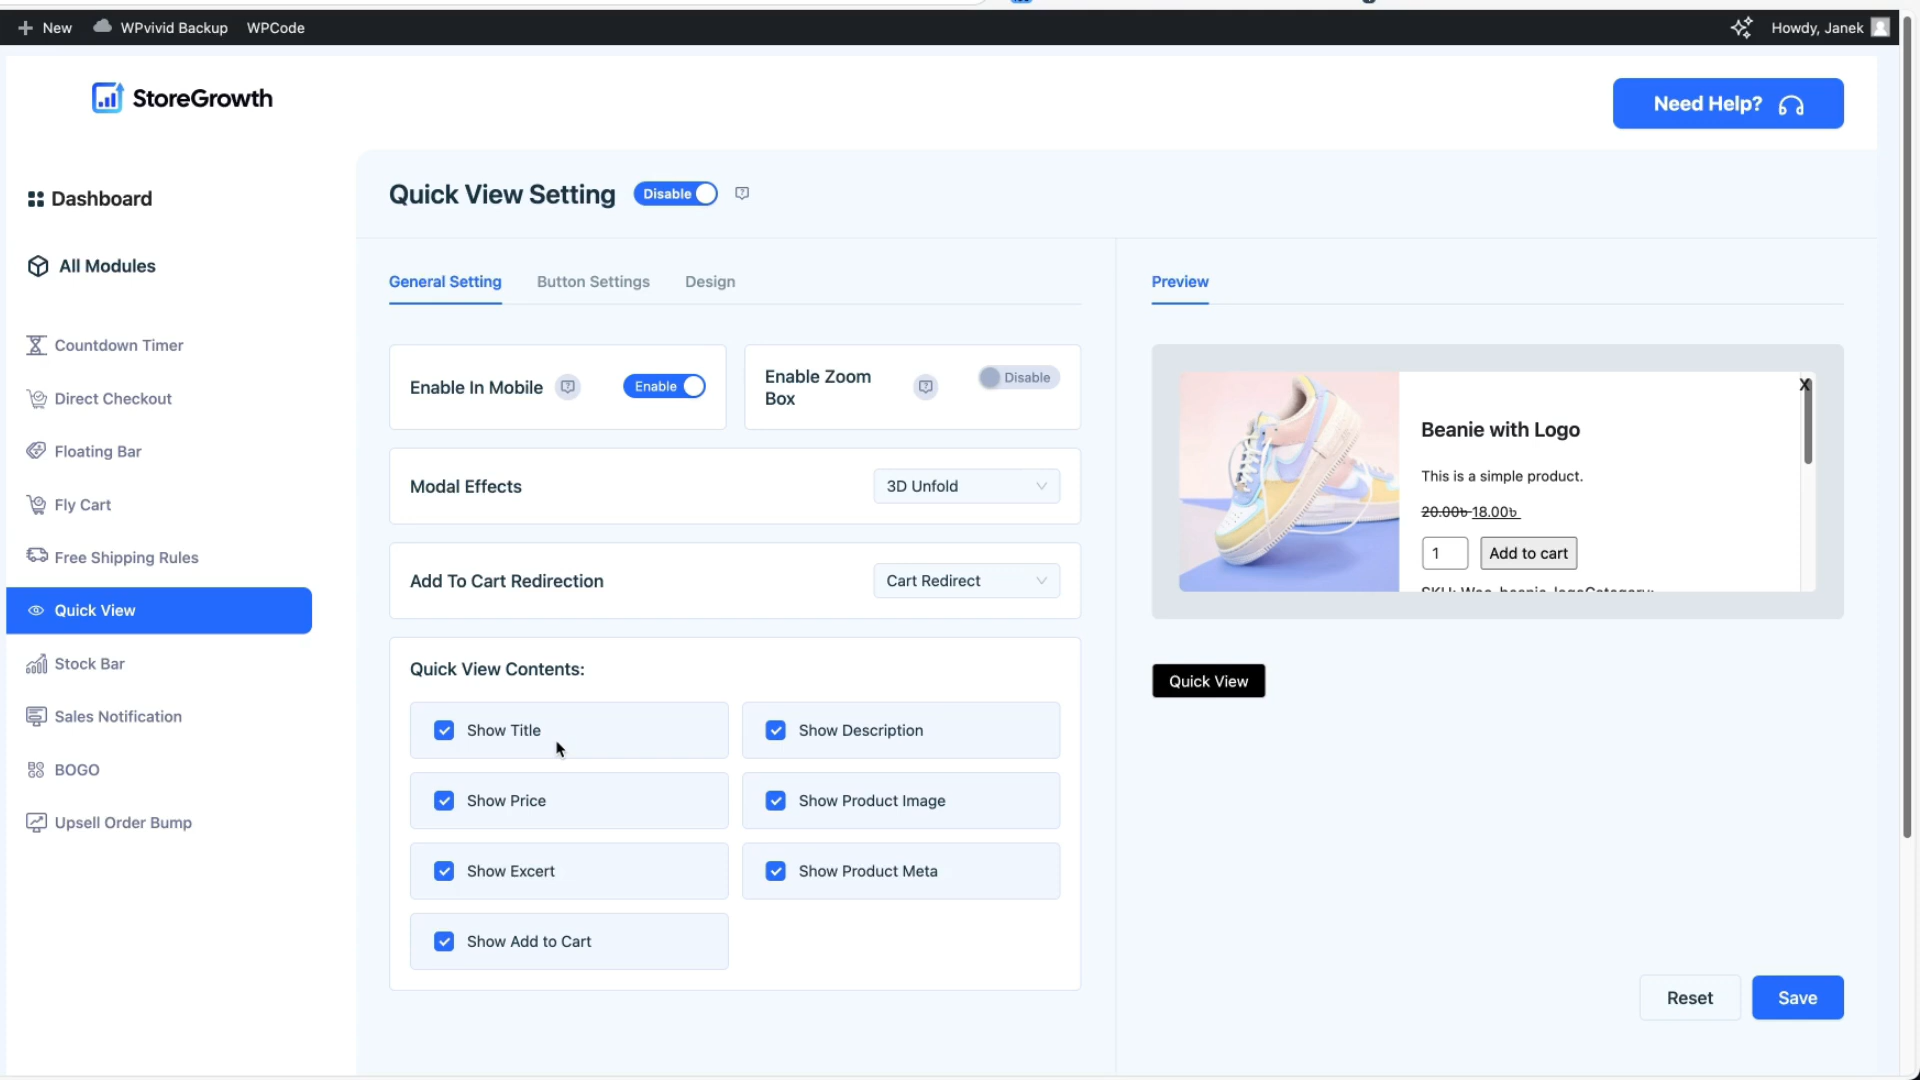 New
WPvivid Backup
WPCode
Howdy, Janek
StoreGrowth
Need Help?
Dashboard
All Modules
Countdown Timer
Direct Checkout
Floating Bar
Fly Cart
Free Shipping Rules
Quick View
Stock Bar
Sales Notification
BOGO
Upsell Order Bump
Quick View Setting
Disable
General Setting
Button Settings
Design
Enable In Mobile
Enable
Enable Zoom
Box
Disable
Modal Effects
3D Unfold
Add To Cart Redirection
Cart Redirect
Quick View Contents:
Show Title
Show Description
Show Price
Show Product Image
Show Excert
Show Product Meta
Show Add to Cart
Preview
X
Beanie with Logo
This is a simple product.
20.00৳ 18.00৳
1
Add to cart
SKU: Woo-beanie-logoCategory:
Quick View
Reset
Save